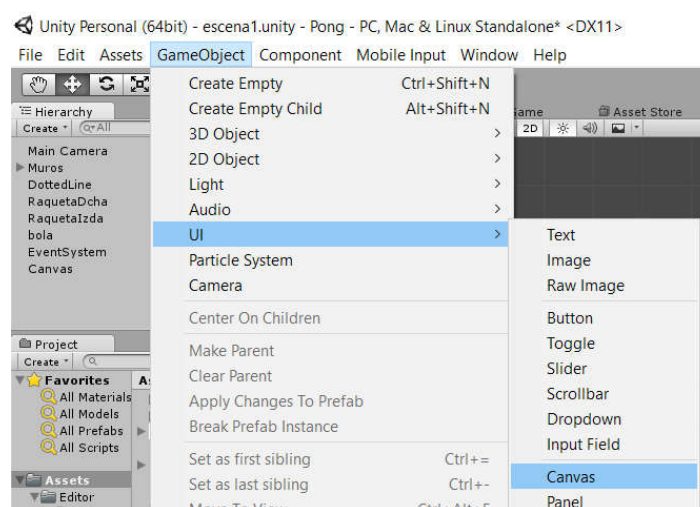 Unity Personal (64bit) - escena1.unity - Pong - PC, Mac & Linux Standalone* <DX11>
File Edit Assets GameObject Component Mobile Input Window Help
Hierarchy
Create All
Main Camera
Muros
DottedLine
RaquetaDcha
RaquetaIzda
bola
EventSystem
Canvas
Project
Create
Favorites
All Materials
All Models
All Prefabs
All Scripts
Assets
Editor
Create Empty Ctrl+Shift+N
Create Empty Child Alt+Shift+N
3D Object
2D Object
Light
Audio
UI
Particle System
Camera
Center On Children
Make Parent
Clear Parent
Apply Changes To Prefab
Break Prefab Instance
Set as first sibling Ctrl+=
Set as last sibling Ctrl+-
Move To View Ctrl+Alt+F
Asset Store
2D
Text
Image
Raw Image
Button
Toggle
Slider
Scrollbar
Dropdown
Input Field
Canvas
Panel